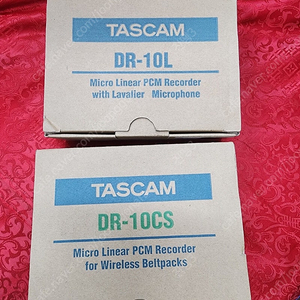 TASCAM
DR-10L
Micro Linear PCM Recorder
with Lavalier Microphone
TASCAM
DR-10CS
Micro Linear PCM Recorder
for Wireless Beltpacks